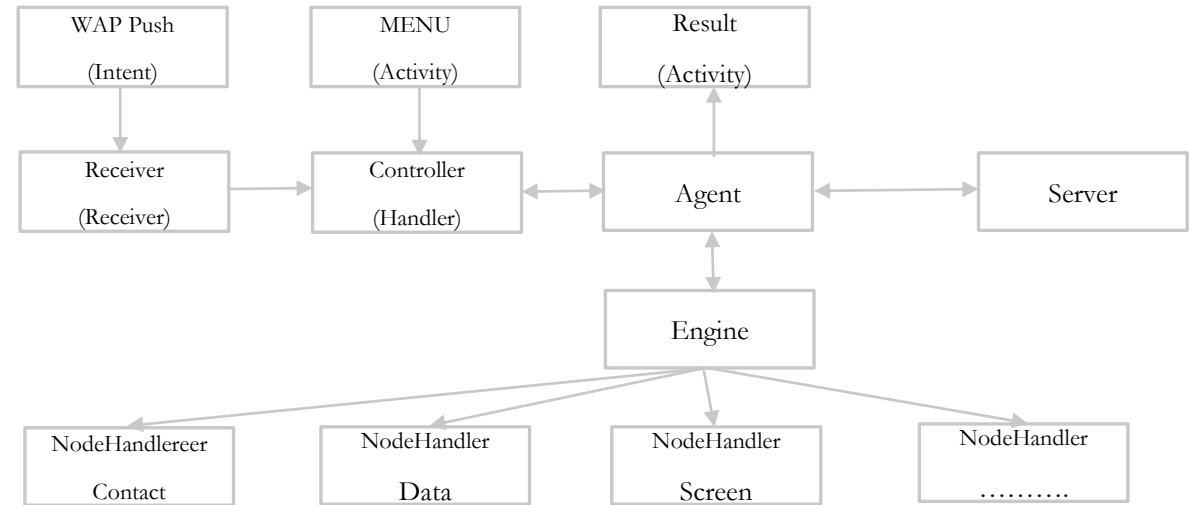 WAP Push
(Intent)
MENU
(Activity)
Result
(Activity)
Receiver
(Receiver)
Controller
(Handler)
Agent
Server
Engine
NodeHandlereer
Contact
NodeHandler
Data
NodeHandler
Screen
NodeHandler
……….